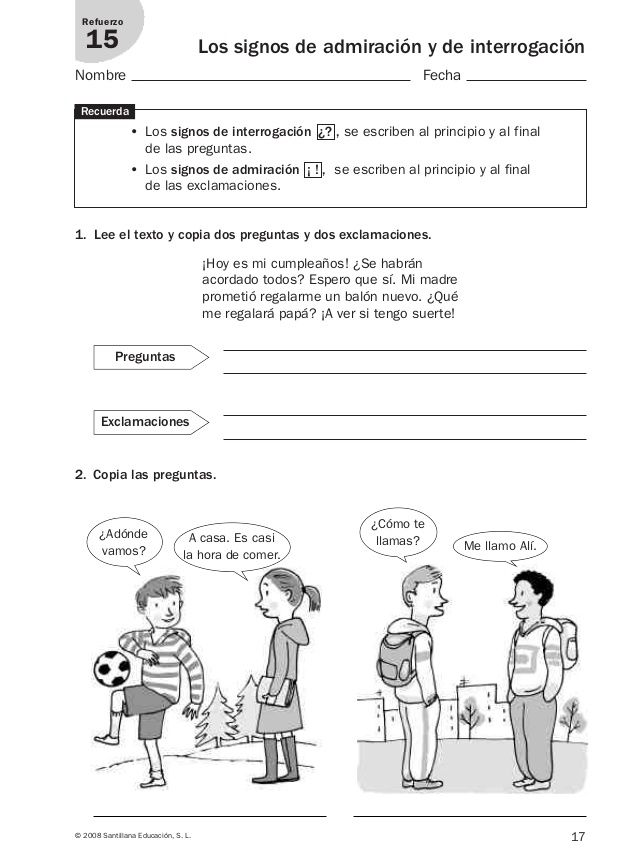 Refuerzo
15
Los signos de admiración y de interrogación
Nombre
Fecha
Recuerda
• Los signos de interrogación ¿?, se escriben al principio y al final
de las preguntas.
• Los signos de admiración ¡ !, se escriben al principio y al final
de las exclamaciones.
1. Lee el texto y copia dos preguntas y dos exclamaciones.
¡Hoy es mi cumpleaños! ¿Se habrán
acordado todos? Espero que sí. Mi madre
prometió regalarme un balón nuevo. ¿Qué
me regalará papá? ¡A ver si tengo suerte!
Preguntas
Exclamaciones
2. Copia las preguntas.
¿Adónde
vamos?
A casa. Es casi
la hora de comer.
¿Cómo te
llamas?
Me llamo Alí.
© 2008 Santillana Educación, S. L.
17